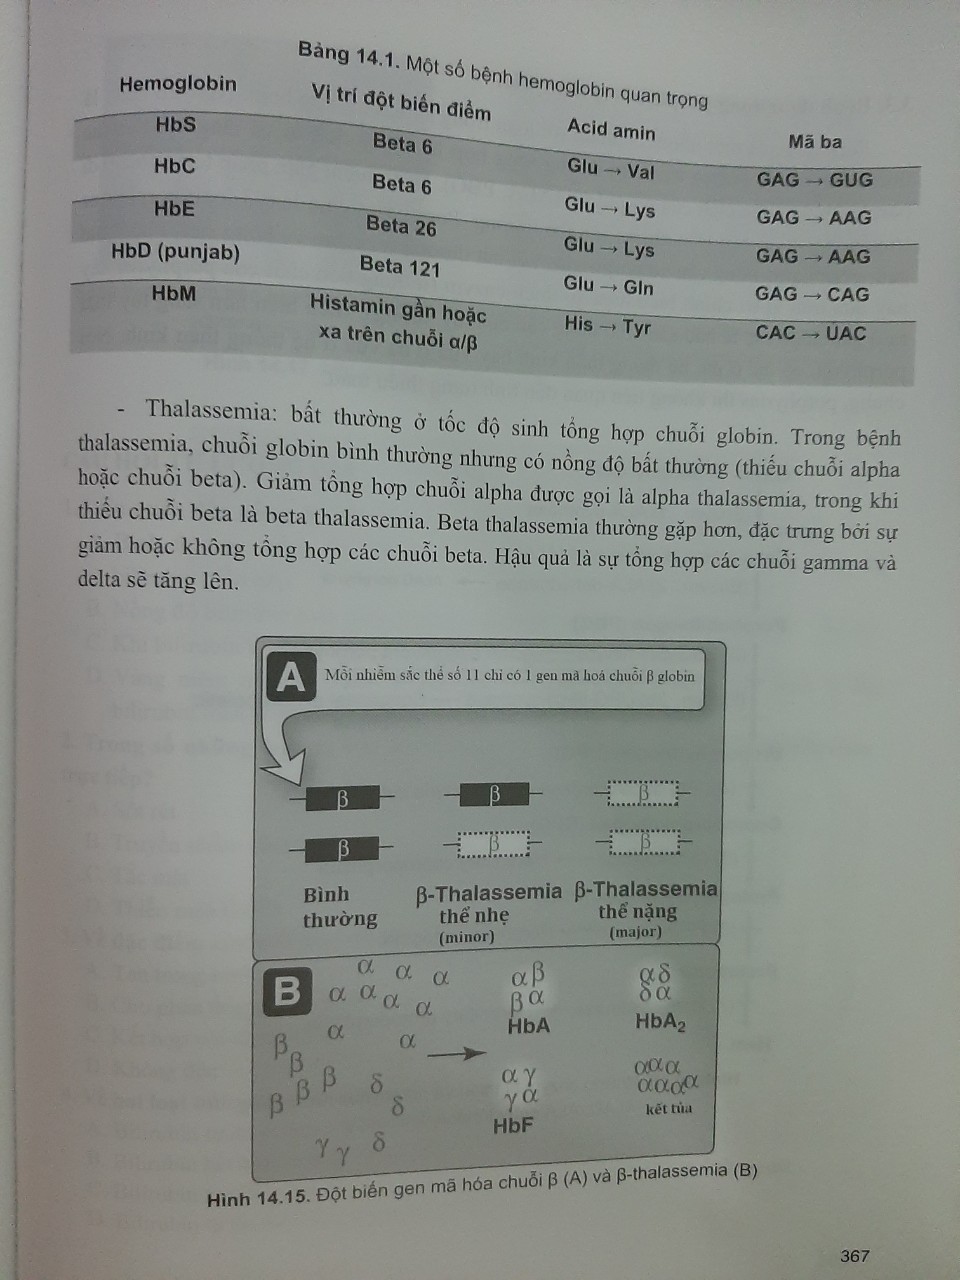 Bảng 14.1. Một số bệnh hemoglobin quan trọng
Hemoglobin Vị trí đột biến điểm Acid amin Mã ba
HbS Beta 6 Glu → Val GAG → GUG
HbC Beta 6 Glu → Lys GAG → AAG
HbE Beta 26 Glu → Lys GAG → AAG
HbD (punjab) Beta 121 Glu → Gln GAG → CAG
HbM Histamin gần hoặc His → Tyr CAC → UAC
xa trên chuỗi α/β
- Thalassemia: bất thường ở tốc độ sinh tổng hợp chuỗi globin. Trong bệnh
thalassemia, chuỗi globin bình thường nhưng có nồng độ bất thường (thiếu chuỗi alpha
hoặc chuỗi beta). Giảm tổng hợp chuỗi alpha được gọi là alpha thalassemia, trong khi
thiếu chuỗi beta là beta thalassemia. Beta thalassemia thường gặp hơn, đặc trưng bởi sự
giảm hoặc không tổng hợp các chuỗi beta. Hậu quả là sự tổng hợp các chuỗi gamma và
delta sẽ tăng lên.
A Mỗi nhiễm sắc thể số 11 chỉ có 1 gen mã hoá chuỗi β globin
β β β
β β β
Bình β-Thalassemia β-Thalassemia
thường thể nhẹ thể nặng
(minor) (major)
B
α α α
α α α α
α α
β β β β β
δ δ δ
γ γ
α β
β α
HbA
α δ
δ α
HbA₂
α γ
γ α
HbF
α α α
α α α α
kết tủa
Hình 14.15. Đột biến gen mã hóa chuỗi β (A) và β-thalassemia (B)
367